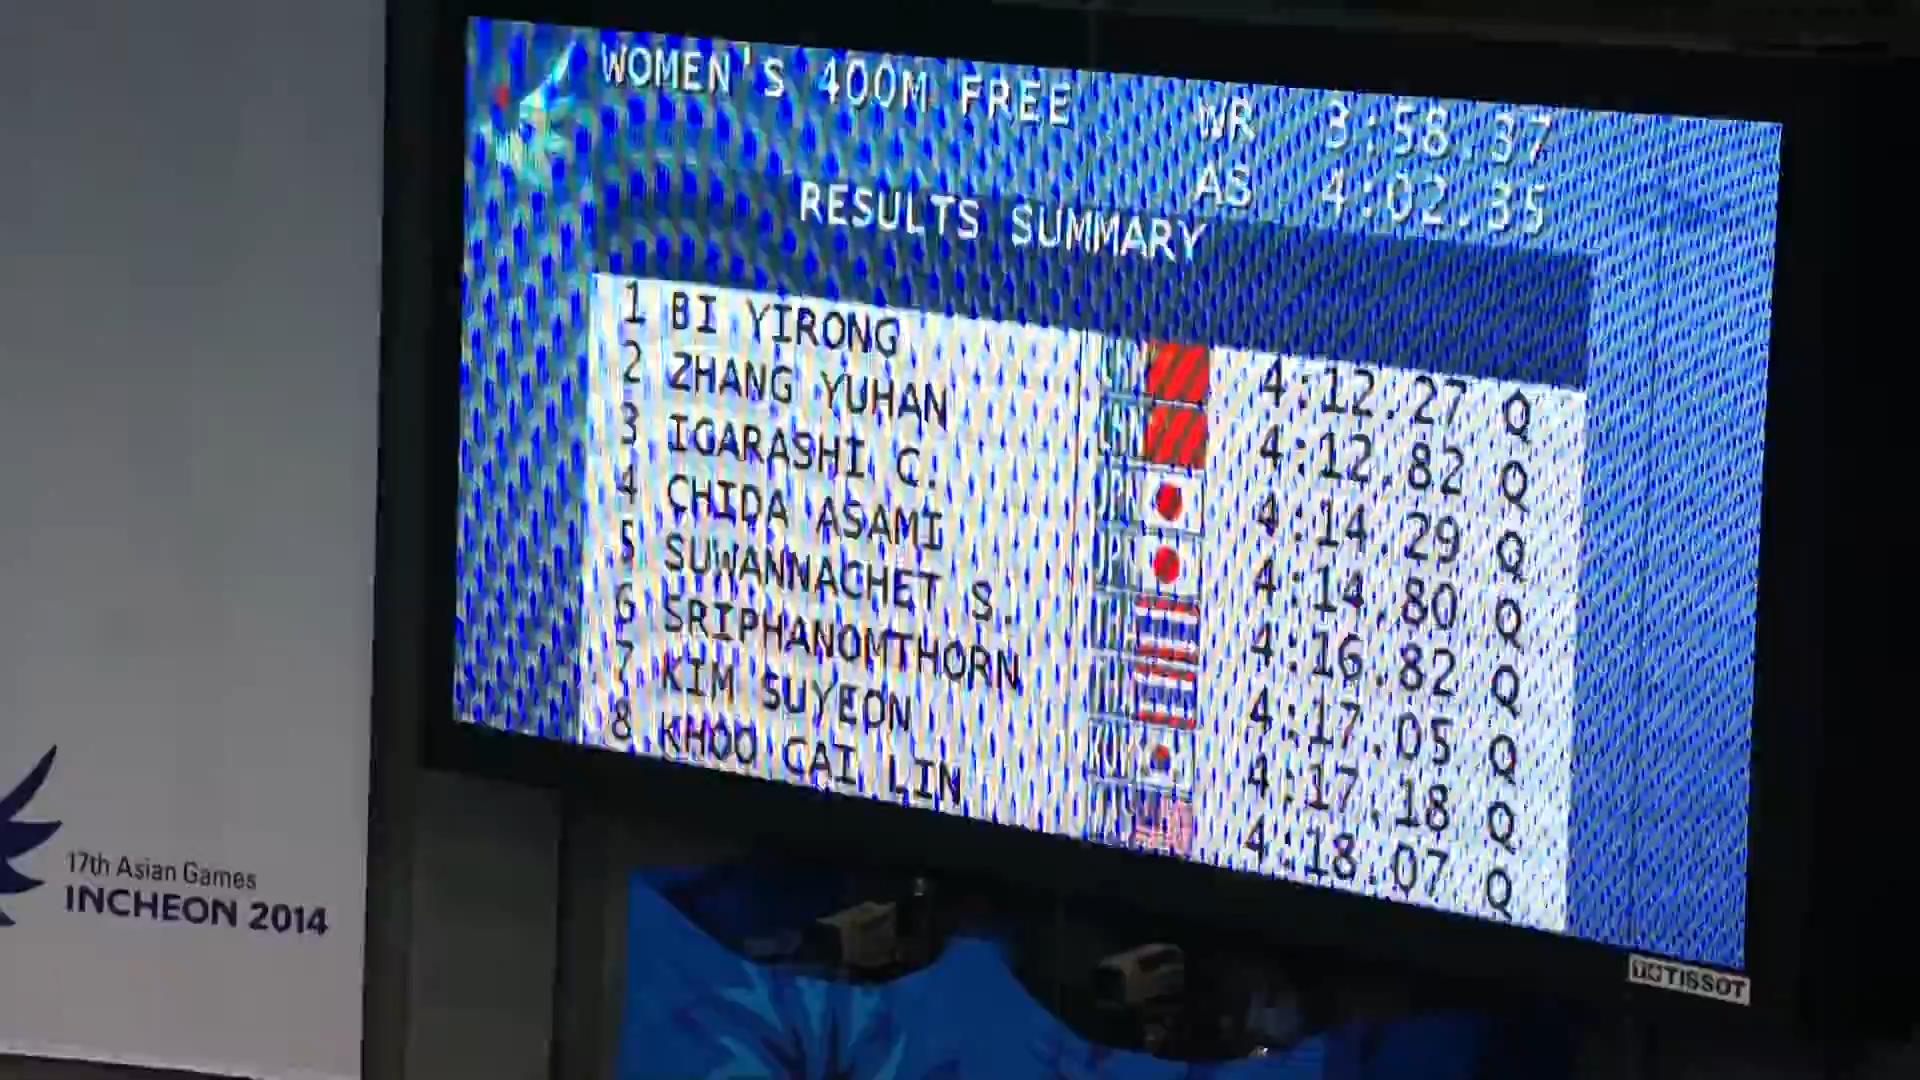 WOMEN'S 400M FREE WR 3:58.37
AS 4:02.35
RESULTS SUMMARY
1 BI YIRONG 4:12.27 Q
2 ZHANG YUHAN 4:12.82 Q
3 IGARASHI C. 4:14.29 Q
4 CHIDA ASAMI 4:14.80 Q
5 SUWANNACHET S. 4:16.82 Q
6 SRIPHANOMTHORN 4:17.05 Q
7 KIM SUYEON 4:17.18 Q
8 KHOO CAI LIN 4:18.07 Q
17th Asian Games
INCHEON 2014
TISSOT